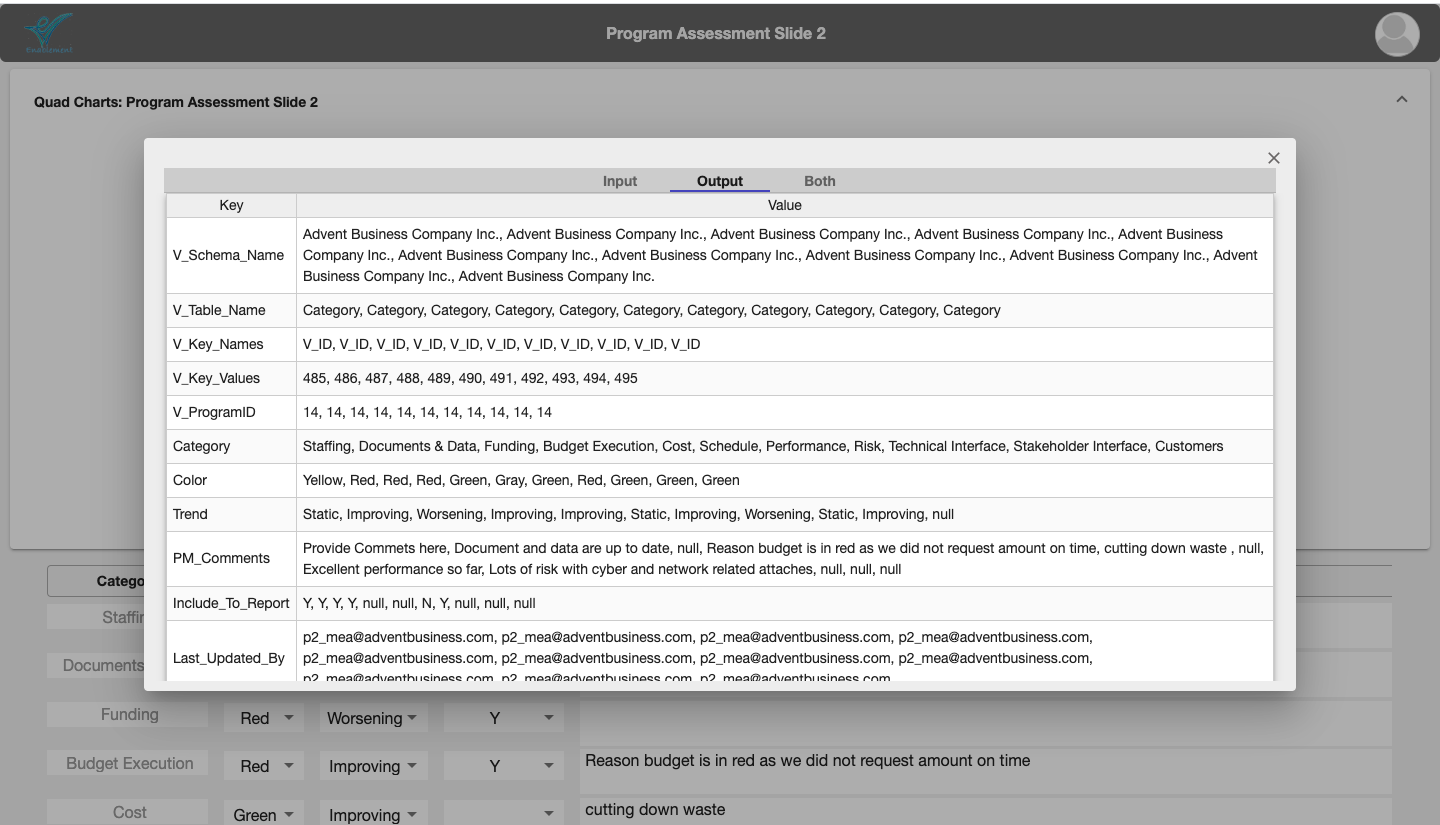 Enablement
Program Assessment Slide 2
Quad Charts: Program Assessment Slide 2
Input Output Both
Key Value
V_Schema_Name
Advent Business Company Inc., Advent Business Company Inc., Advent Business Company Inc., Advent Business Company Inc., Advent Business
Company Inc., Advent Business Company Inc., Advent Business Company Inc., Advent Business Company Inc., Advent Business Company Inc., Advent
Business Company Inc., Advent Business Company Inc.
V_Table_Name Category, Category, Category, Category, Category, Category, Category, Category, Category, Category, Category
V_Key_Names V_ID, V_ID, V_ID, V_ID, V_ID, V_ID, V_ID, V_ID, V_ID, V_ID, V_ID
V_Key_Values 485, 486, 487, 488, 489, 490, 491, 492, 493, 494, 495
V_ProgramID 14, 14, 14, 14, 14, 14, 14, 14, 14, 14, 14
Category Staffing, Documents & Data, Funding, Budget Execution, Cost, Schedule, Performance, Risk, Technical Interface, Stakeholder Interface, Customers
Color Yellow, Red, Red, Red, Green, Gray, Green, Red, Green, Green, Green
Trend Static, Improving, Worsening, Improving, Improving, Static, Improving, Worsening, Static, Improving, null
PM_Comments
Provide Commets here, Document and data are up to date, null, Reason budget is in red as we did not request amount on time, cutting down waste , null,
Excellent performance so far, Lots of risk with cyber and network related attaches, null, null, null
Include_To_Report Y, Y, Y, Y, null, null, N, Y, null, null, null
Last_Updated_By
p2_mea@adventbusiness.com, p2_mea@adventbusiness.com, p2_mea@adventbusiness.com, p2_mea@adventbusiness.com,
p2_mea@adventbusiness.com, p2_mea@adventbusiness.com, p2_mea@adventbusiness.com, p2_mea@adventbusiness.com,
p2_mea@adventbusiness.com, p2_mea@adventbusiness.com, p2_mea@adventbusiness.com
Catego
Staffin
Documents
Funding Red Worsening Y
Budget Execution Red Improving Y Reason budget is in red as we did not request amount on time
Cost Green Improving cutting down waste